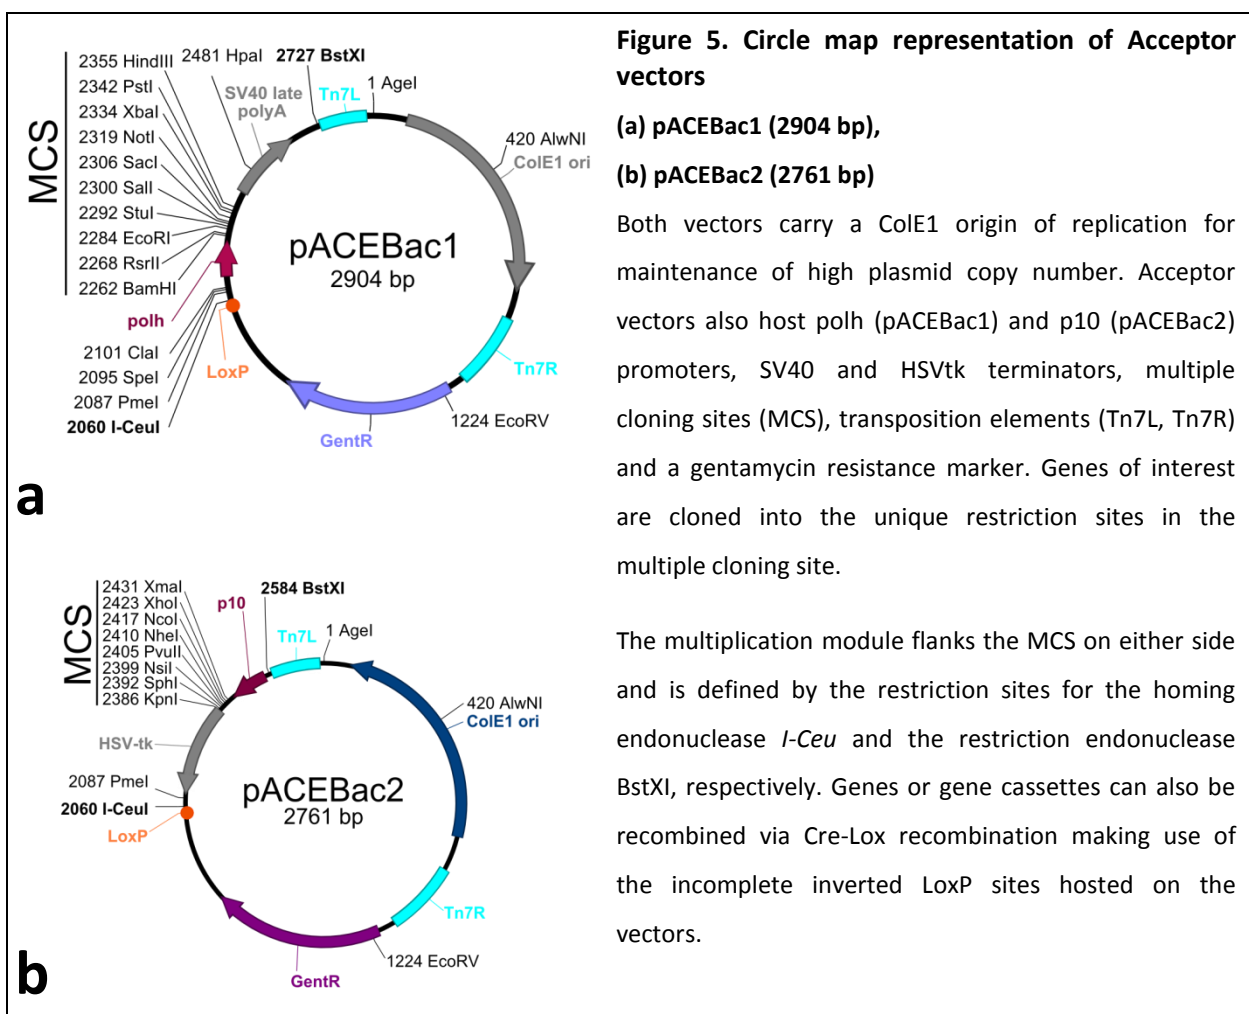 MCS
2355 HindIII
2342 PstI
2334 XbaI
2319 NotI
2306 SacI
2300 SalI
2292 StuI
2284 EcoRI
2268 RsrII
2262 BamHI
2481 HpaI
2727 BstXI
SV40 late
polyA
Tn7L
1 AgeI
420 AlwNI
ColE1 ori
pACEBac1
2904 bp
polh
LoxP
2101 ClaI
2095 SpeI
2087 PmeI
2060 I-CeuI
Tn7R
1224 EcoRV
GentR
a
MCS
2431 XmaI
2423 XhoI
2417 NcoI
2410 NheI
2405 PvuII
2399 NsiI
2392 SphI
2386 KpnI
p10
2584 BstXI
Tn7L
1 AgeI
420 AlwNI
ColE1 ori
HSV-tk
pACEBac2
2761 bp
2087 PmeI
2060 I-CeuI
LoxP
Tn7R
1224 EcoRV
GentR
b
Figure 5. Circle map representation of Acceptor
vectors
(a) pACEBac1 (2904 bp),
(b) pACEBac2 (2761 bp)
Both vectors carry a ColE1 origin of replication for
maintenance of high plasmid copy number. Acceptor
vectors also host polh (pACEBac1) and p10 (pACEBac2)
promoters, SV40 and HSVtk terminators, multiple
cloning sites (MCS), transposition elements (Tn7L, Tn7R)
and a gentamycin resistance marker. Genes of interest
are cloned into the unique restriction sites in the
multiple cloning site.
The multiplication module flanks the MCS on either side
and is defined by the restriction sites for the homing
endonuclease I-Ceu and the restriction endonuclease
BstXI, respectively. Genes or gene cassettes can also be
recombined via Cre-Lox recombination making use of
the incomplete inverted LoxP sites hosted on the
vectors.